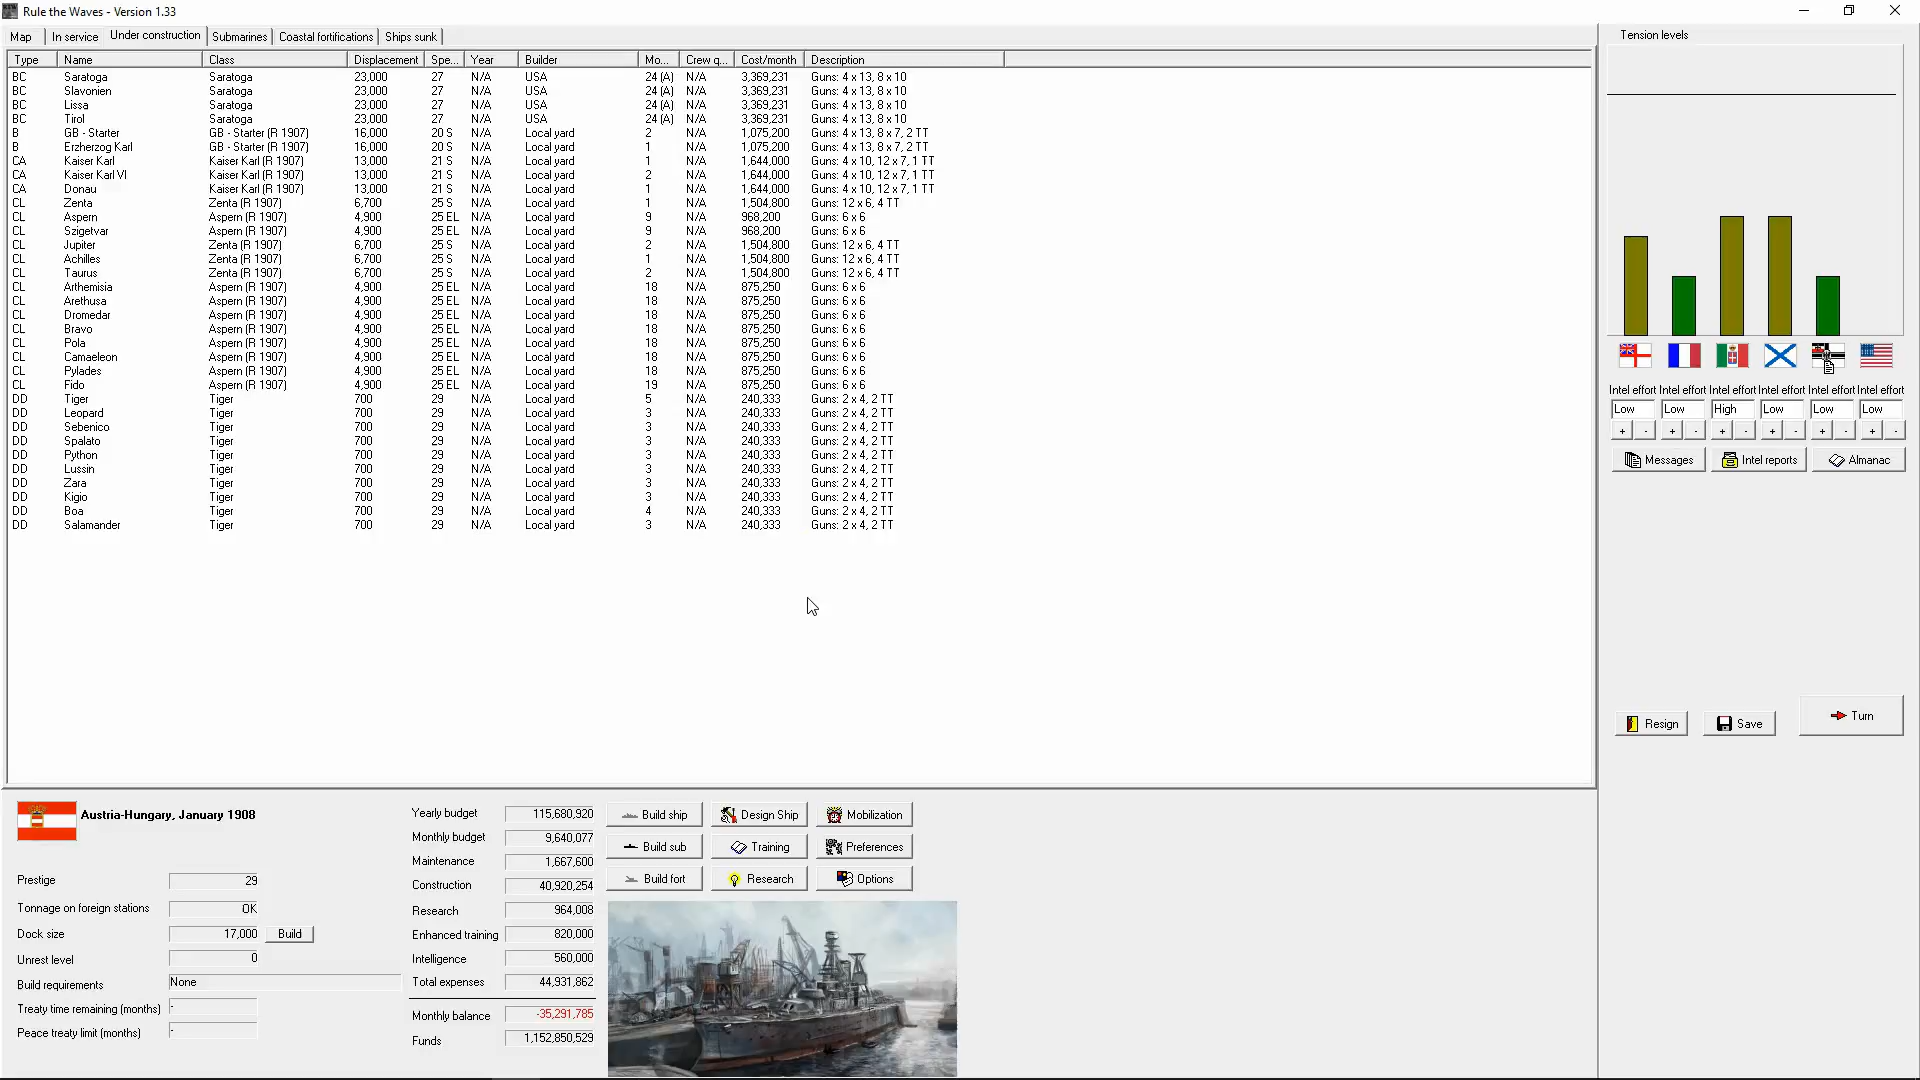 Rule the Waves - Version 1.33
Map In service Under construction Submarines Coastal fortifications Ships sunk
Type Name Class Displacement Spe... Year Builder Mo... Crew q... Cost/month Description
BC Saratoga Saratoga 23,000 27 N/A USA 24 (A) N/A 3,369,231 Guns: 4 x 13, 8 x 10
BC Slavonien Saratoga 23,000 27 N/A USA 24 (A) N/A 3,369,231 Guns: 4 x 13, 8 x 10
BC Lissa Saratoga 23,000 27 N/A USA 24 (A) N/A 3,369,231 Guns: 4 x 13, 8 x 10
BC Tirol Saratoga 23,000 27 N/A USA 24 (A) N/A 3,369,231 Guns: 4 x 13, 8 x 10
B GB - Starter GB - Starter (R 1907) 16,000 20 S N/A Local yard 2 N/A 1,075,200 Guns: 4 x 13, 8 x 7, 2 TT
B Erzherzog Karl GB - Starter (R 1907) 16,000 20 S N/A Local yard 1 N/A 1,075,200 Guns: 4 x 13, 8 x 7, 2 TT
CA Kaiser Karl Kaiser Karl (R 1907) 13,000 21 S N/A Local yard 1 N/A 1,644,000 Guns: 4 x 10, 12 x 7, 1 TT
CA Kaiser Karl VI Kaiser Karl (R 1907) 13,000 21 S N/A Local yard 2 N/A 1,644,000 Guns: 4 x 10, 12 x 7, 1 TT
CA Donau Kaiser Karl (R 1907) 13,000 21 S N/A Local yard 1 N/A 1,644,000 Guns: 4 x 10, 12 x 7, 1 TT
CL Zenta Zenta (R 1907) 6,700 25 S N/A Local yard 1 N/A 1,504,800 Guns: 12 x 6, 4 TT
CL Aspern Aspern (R 1907) 4,900 25 EL N/A Local yard 9 N/A 968,200 Guns: 6 x 6
CL Szigetvar Aspern (R 1907) 4,900 25 EL N/A Local yard 9 N/A 968,200 Guns: 6 x 6
CL Jupiter Zenta (R 1907) 6,700 25 S N/A Local yard 2 N/A 1,504,800 Guns: 12 x 6, 4 TT
CL Achilles Zenta (R 1907) 6,700 25 S N/A Local yard 1 N/A 1,504,800 Guns: 12 x 6, 4 TT
CL Taurus Zenta (R 1907) 6,700 25 S N/A Local yard 2 N/A 1,504,800 Guns: 12 x 6, 4 TT
CL Arthemisia Aspern (R 1907) 4,900 25 EL N/A Local yard 18 N/A 875,250 Guns: 6 x 6
CL Arethusa Aspern (R 1907) 4,900 25 EL N/A Local yard 18 N/A 875,250 Guns: 6 x 6
CL Dromedar Aspern (R 1907) 4,900 25 EL N/A Local yard 18 N/A 875,250 Guns: 6 x 6
CL Bravo Aspern (R 1907) 4,900 25 EL N/A Local yard 18 N/A 875,250 Guns: 6 x 6
CL Pola Aspern (R 1907) 4,900 25 EL N/A Local yard 18 N/A 875,250 Guns: 6 x 6
CL Camaeleon Aspern (R 1907) 4,900 25 EL N/A Local yard 18 N/A 875,250 Guns: 6 x 6
CL Pylades Aspern (R 1907) 4,900 25 EL N/A Local yard 18 N/A 875,250 Guns: 6 x 6
CL Fido Aspern (R 1907) 4,900 25 EL N/A Local yard 19 N/A 875,250 Guns: 6 x 6
DD Tiger Tiger 700 29 N/A Local yard 5 N/A 240,333 Guns: 2 x 4, 2 TT
DD Leopard Tiger 700 29 N/A Local yard 3 N/A 240,333 Guns: 2 x 4, 2 TT
DD Sebenico Tiger 700 29 N/A Local yard 3 N/A 240,333 Guns: 2 x 4, 2 TT
DD Spalato Tiger 700 29 N/A Local yard 3 N/A 240,333 Guns: 2 x 4, 2 TT
DD Python Tiger 700 29 N/A Local yard 3 N/A 240,333 Guns: 2 x 4, 2 TT
DD Lussin Tiger 700 29 N/A Local yard 3 N/A 240,333 Guns: 2 x 4, 2 TT
DD Zara Tiger 700 29 N/A Local yard 3 N/A 240,333 Guns: 2 x 4, 2 TT
DD Kigio Tiger 700 29 N/A Local yard 3 N/A 240,333 Guns: 2 x 4, 2 TT
DD Boa Tiger 700 29 N/A Local yard 4 N/A 240,333 Guns: 2 x 4, 2 TT
DD Salamander Tiger 700 29 N/A Local yard 3 N/A 240,333 Guns: 2 x 4, 2 TT
Tension levels
Intel effort Intel effort Intel effort Intel effort Intel effort Intel effort
Low Low High Low Low Low
+ - + - + - + - + - + -
Messages Intel reports Almanac
Resign Save Turn
Austria-Hungary, January 1908
Prestige 29
Tonnage on foreign stations OK
Dock size 17,000 Build
Unrest level 0
Build requirements None
Treaty time remaining (months) -
Peace treaty limit (months) -
Yearly budget 115,680,920
Monthly budget 9,640,077
Maintenance 1,667,600
Construction 40,920,254
Research 964,008
Enhanced training 820,000
Intelligence 560,000
Total expenses 44,931,862
Monthly balance -35,291,785
Funds 1,152,850,529
Build ship Design Ship Mobilization
Build sub Training Preferences
Build fort Research Options